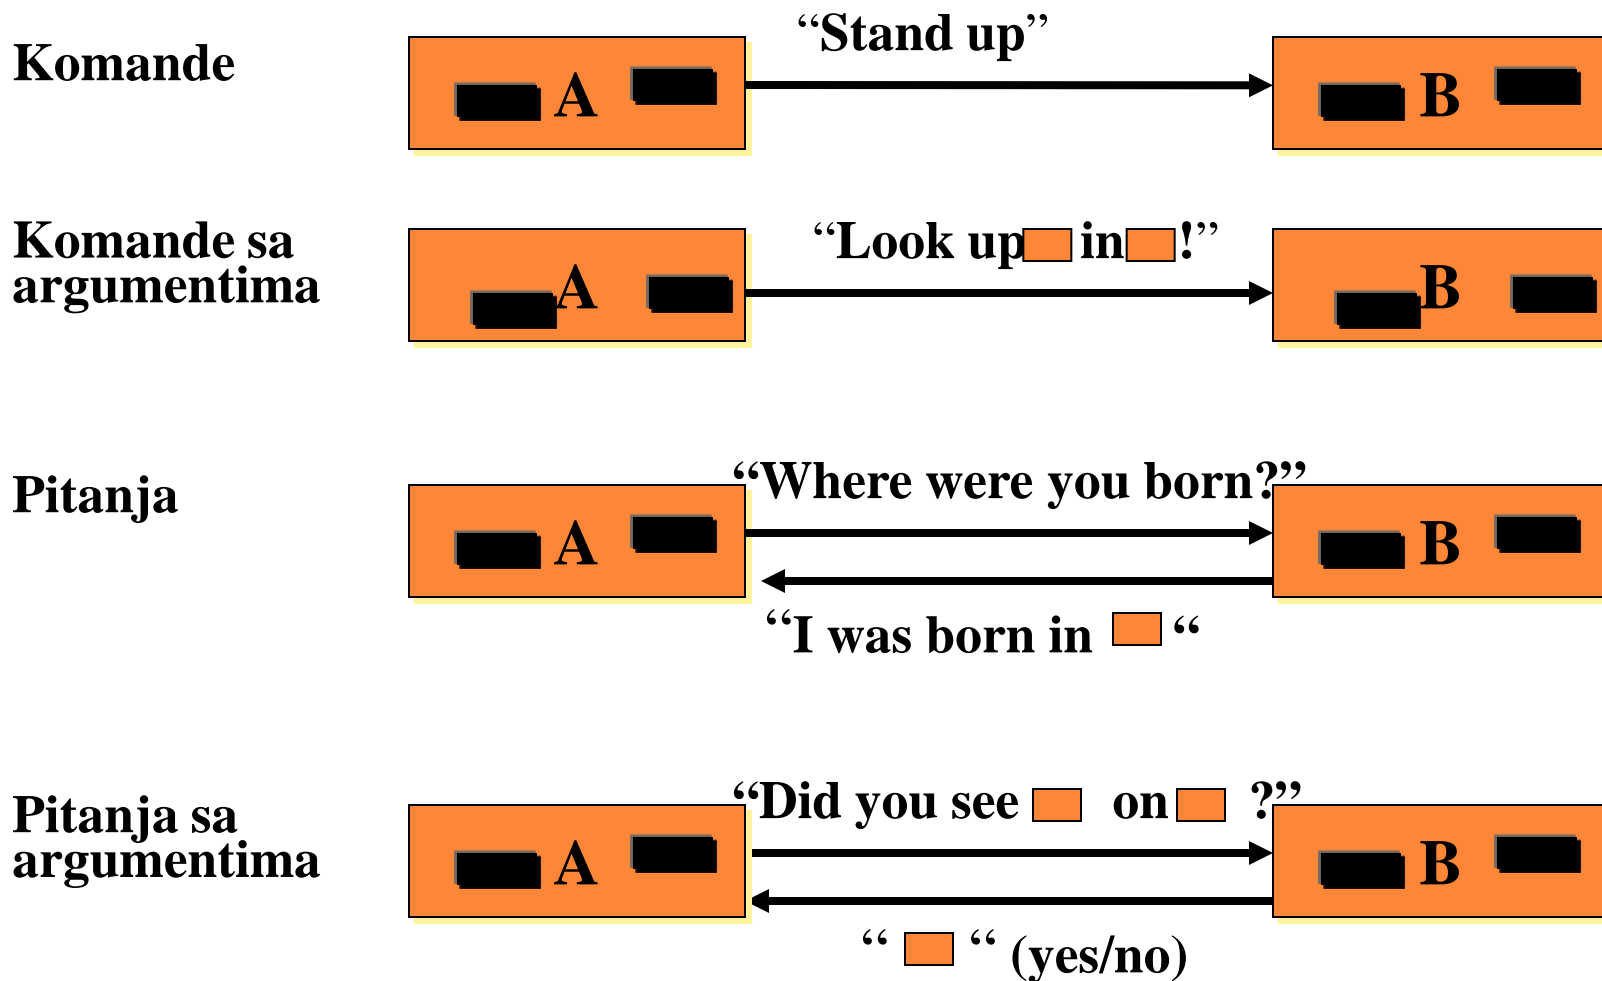 Komande
“Stand up”
A
B
Komande sa
argumentima
“Look up in !”
A
B
Pitanja
“Where were you born?”
A
B
“I was born in “
Pitanja sa
argumentima
“Did you see on ?”
A
B
“ “ (yes/no)